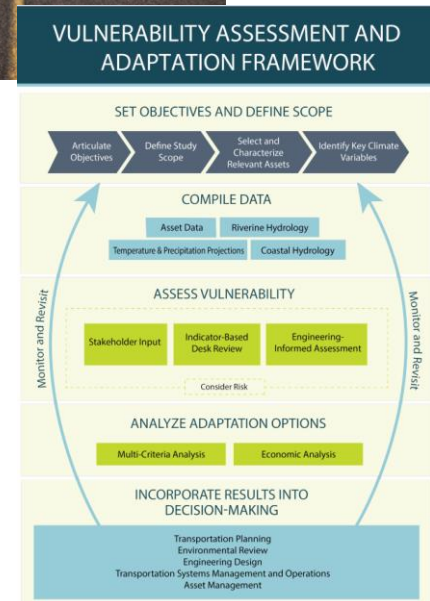 VULNERABILITY ASSESSMENT AND
ADAPTATION FRAMEWORK
SET OBJECTIVES AND DEFINE SCOPE
Articulate
Objectives
Define Study
Scope
Select and
Characterize
Relevant Assets
Identify Key Climate
Variables
COMPILE DATA
Asset Data
Riverine Hydrology
Temperature & Precipitation Projections
Coastal Hydrology
ASSESS VULNERABILITY
Stakeholder Input
Indicator-Based
Desk Review
Engineering-
Informed Assessment
Consider Risk
Monitor and Revisit
Monitor and Revisit
ANALYZE ADAPTATION OPTIONS
Multi-Criteria Analysis
Economic Analysis
INCORPORATE RESULTS INTO
DECISION-MAKING
Transportation Planning
Environmental Review
Engineering Design
Transportation Systems Management and Operations
Asset Management